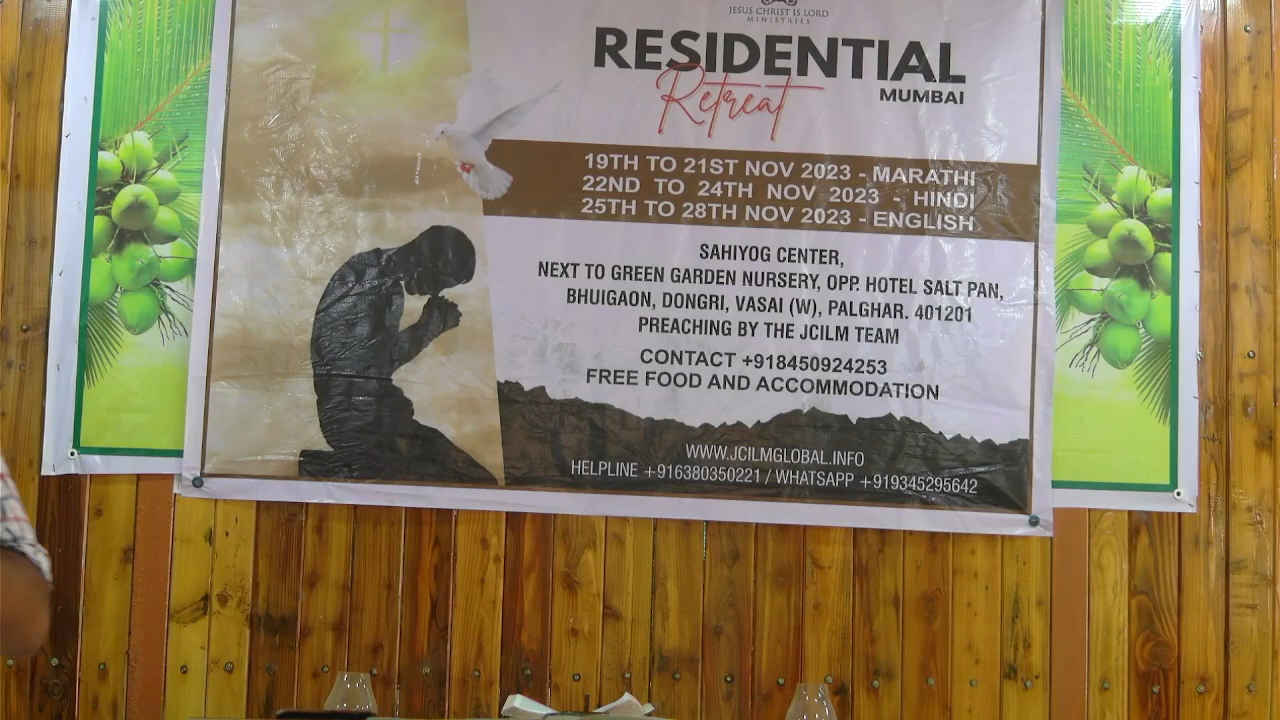 JESUS CHRIST IS LORD
MINISTRIES
RESIDENTIAL
Retreat
MUMBAI
19TH TO 21ST NOV 2023 - MARATHI
22ND TO 24TH NOV 2023 - HINDI
25TH TO 28TH NOV 2023 - ENGLISH
SAHIYOG CENTER,
NEXT TO GREEN GARDEN NURSERY, OPP. HOTEL SALT PAN,
BHUIGAON, DONGRI, VASAI (W), PALGHAR. 401201
PREACHING BY THE JCILM TEAM
CONTACT +918450924253
FREE FOOD AND ACCOMMODATION
WWW.JCILMGLOBAL.INFO
HELPLINE +916380350221 / WHATSAPP +919345295642